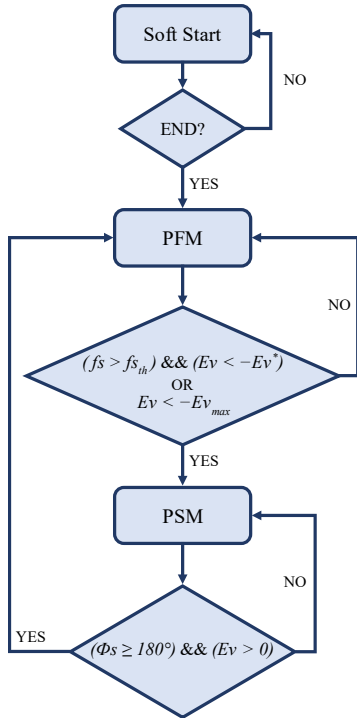 Soft Start
NO
END?
YES
PFM
NO
(fs > fs_th) && (Ev < −Ev*)
OR
Ev < −Ev_max
YES
PSM
NO
YES
(Φs ≥ 180°) && (Ev > 0)